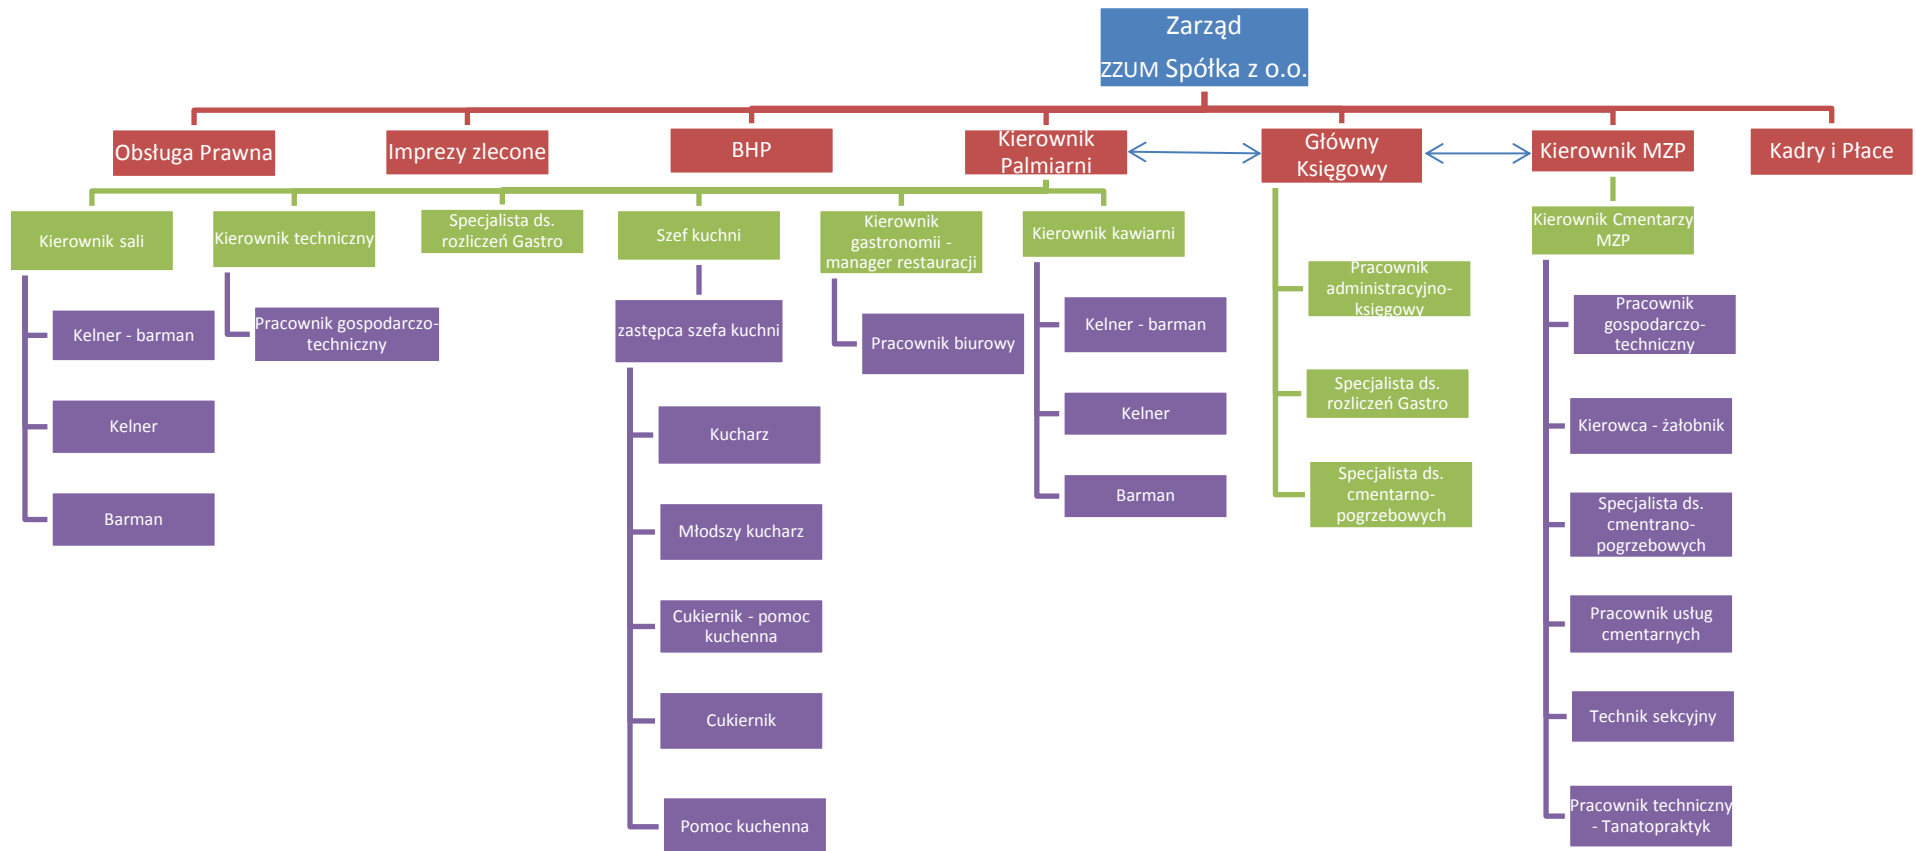 Zarząd
ZZUM Spółka z o.o.
Obsługa Prawna
Imprezy zlecone
BHP
Kierownik
Palmiarni
Główny
Księgowy
Kierownik MZP
Kadry i Płace
Kierownik sali
Kierownik techniczny
Specjalista ds.
rozliczeń Gastro
Szef kuchni
Kierownik
gastronomii -
manager restauracji
Kierownik kawiarni
Kierownik Cmentarzy
MZP
Kelner - barman
Kelner
Barman
Pracownik gospodarczo-
techniczny
zastępca szefa kuchni
Kucharz
Młodszy kucharz
Cukiernik - pomoc
kuchenna
Cukiernik
Pomoc kuchenna
Pracownik biurowy
Kelner - barman
Kelner
Barman
Pracownik
administracyjno-
księgowy
Specjalista ds.
rozliczeń Gastro
Specjalista ds.
cmentarno-
pogrzebowych
Pracownik
gospodarczo-
techniczny
Kierowca - żałobnik
Specjalista ds.
cmentrano-
pogrzebowych
Pracownik usług
cmentarnych
Technik sekcyjny
Pracownik techniczny
- Tanatopraktyk